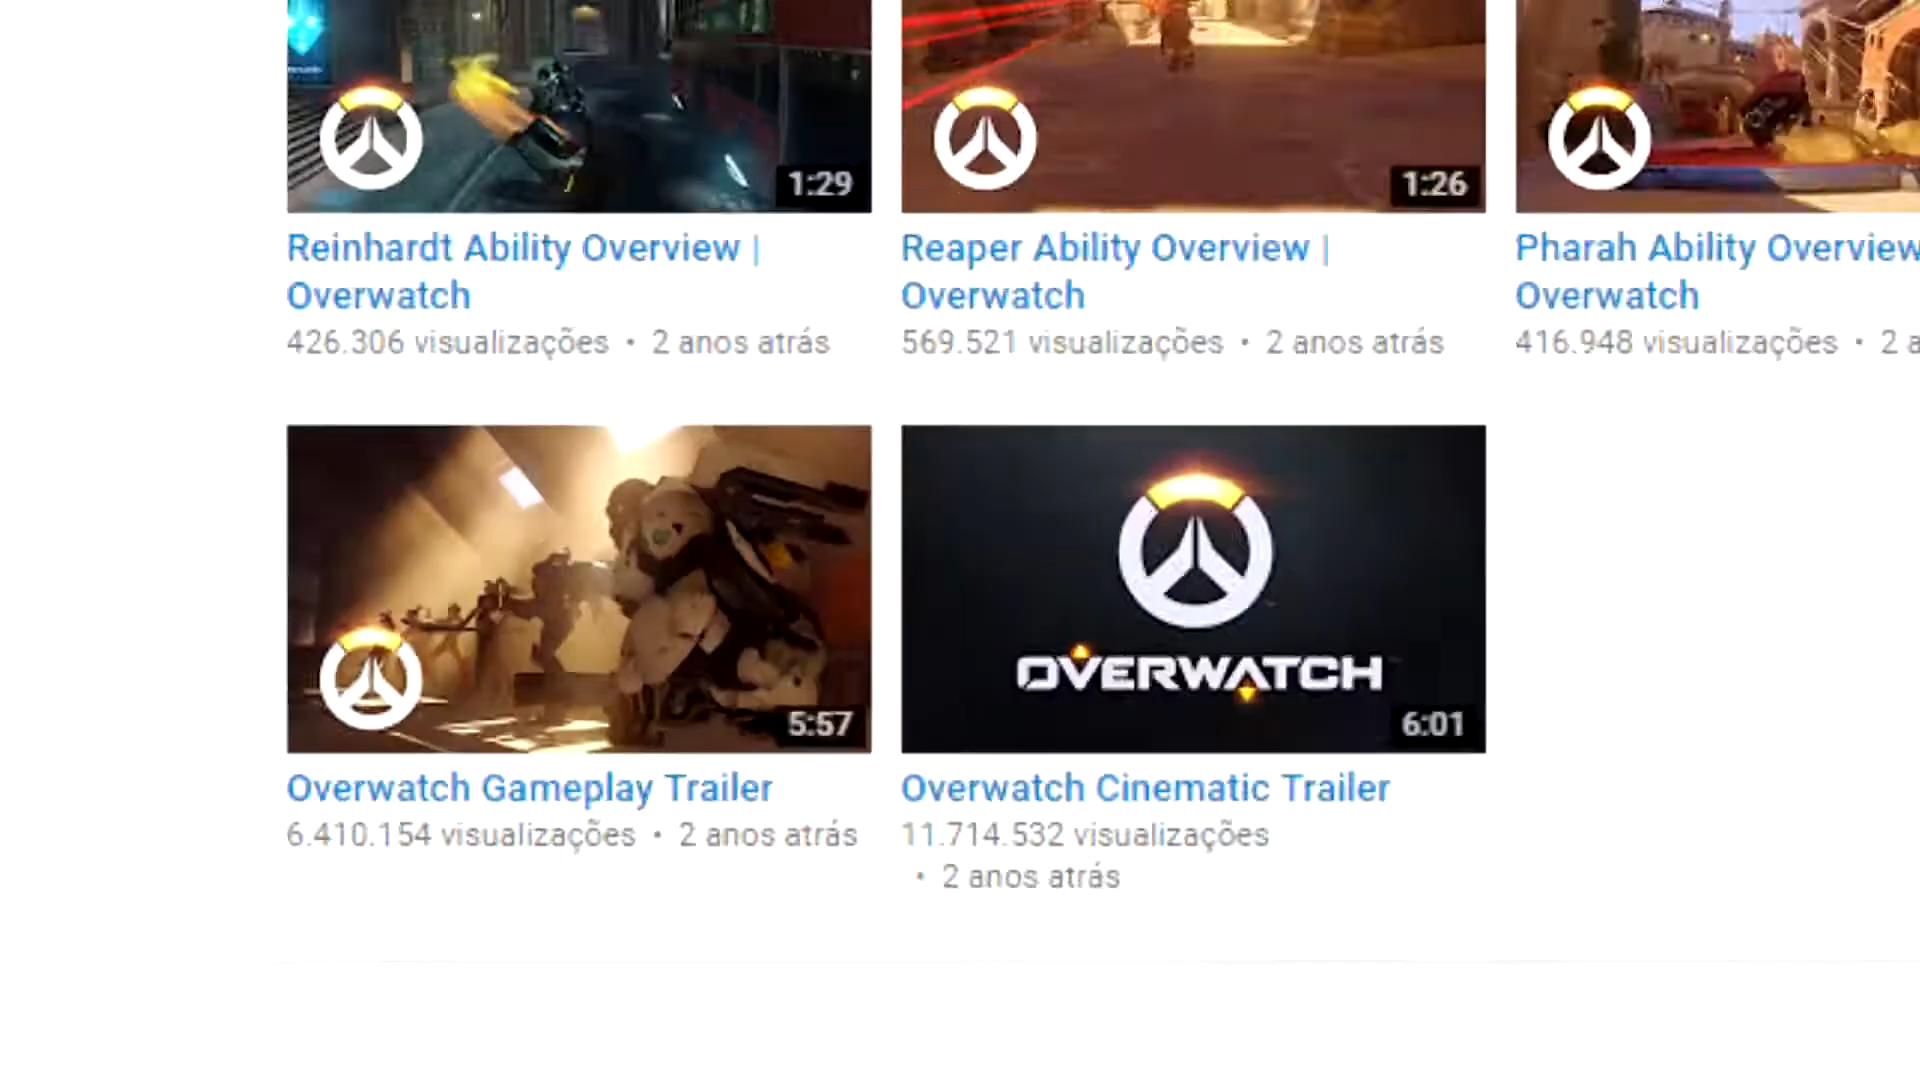 1:29
1:26
Reinhardt Ability Overview |
Overwatch
426.306 visualizações • 2 anos atrás
Reaper Ability Overview |
Overwatch
569.521 visualizações • 2 anos atrás
Pharah Ability Overview
Overwatch
416.948 visualizações • 2 a
OVERWATCH
5:57
6:01
Overwatch Gameplay Trailer
6.410.154 visualizações • 2 anos atrás
Overwatch Cinematic Trailer
11.714.532 visualizações
• 2 anos atrás